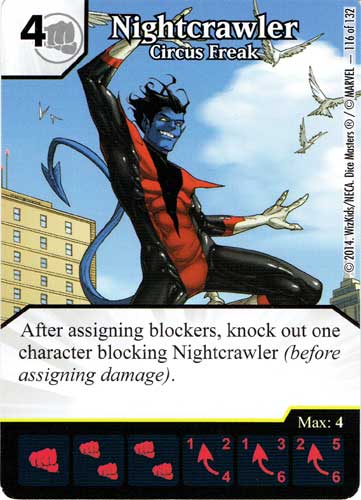 4
Nightcrawler
Circus Freak
© 2014. WizKids/NECA. Dice Masters ® / © MARVEL — 116 of 132
After assigning blockers, knock out one
character blocking Nightcrawler (before
assigning damage).
Max: 4
1 2 4
1 3 6
2 5 6